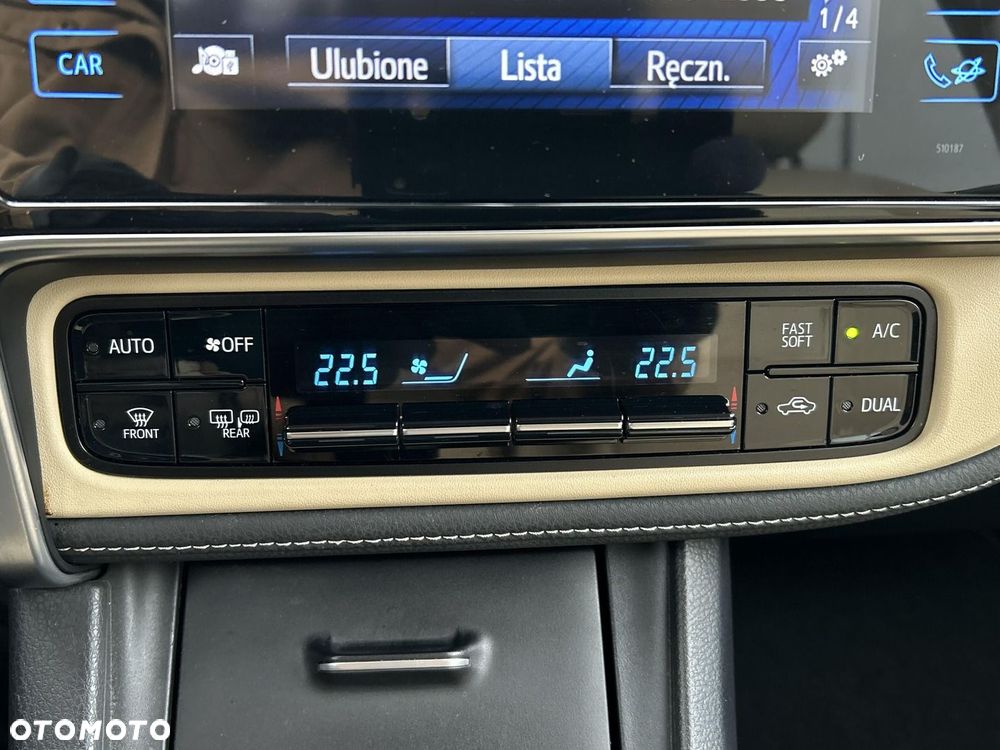 1/4
CAR
Ulubione Lista Ręczn.
510187
AUTO OFF
22.5 22.5
FAST
SOFT
A/C
FRONT REAR
DUAL
OTOMOTO